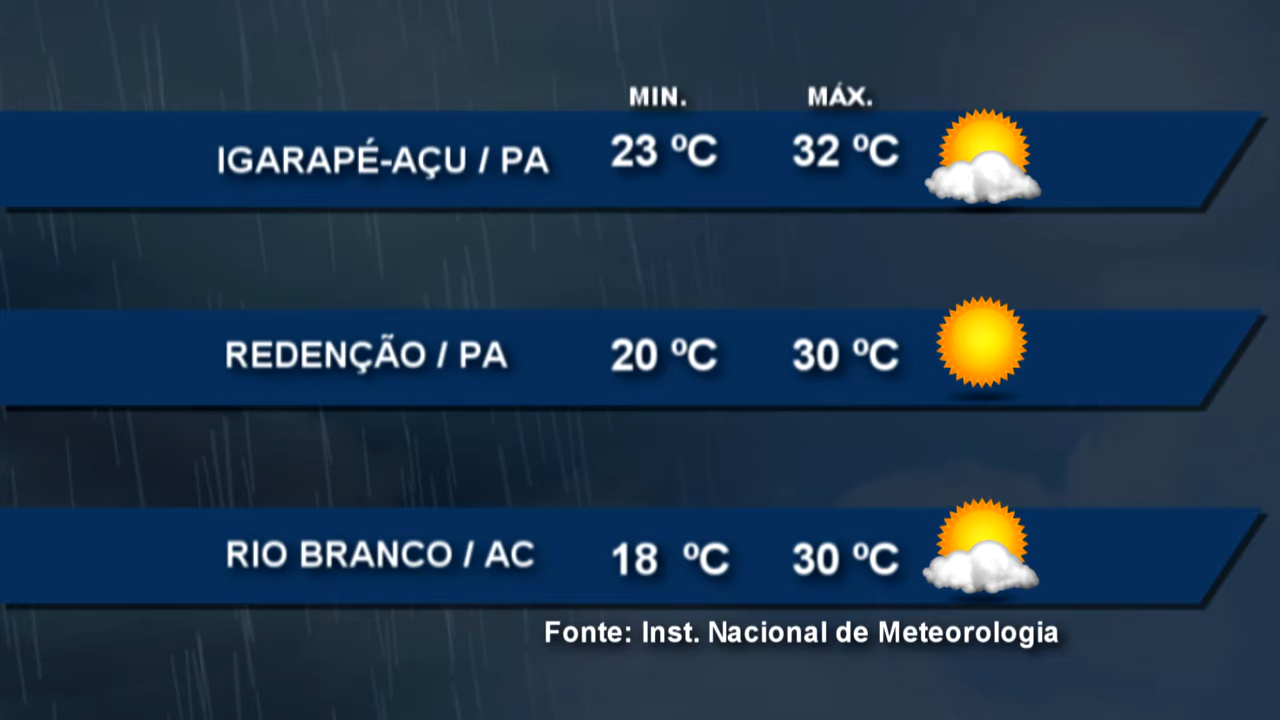 MIN. MÁX.
IGARAPÉ-AÇU / PA 23 ºC 32 ºC
REDENÇÃO / PA 20 ºC 30 ºC
RIO BRANCO / AC 18 ºC 30 ºC
Fonte: Inst. Nacional de Meteorologia